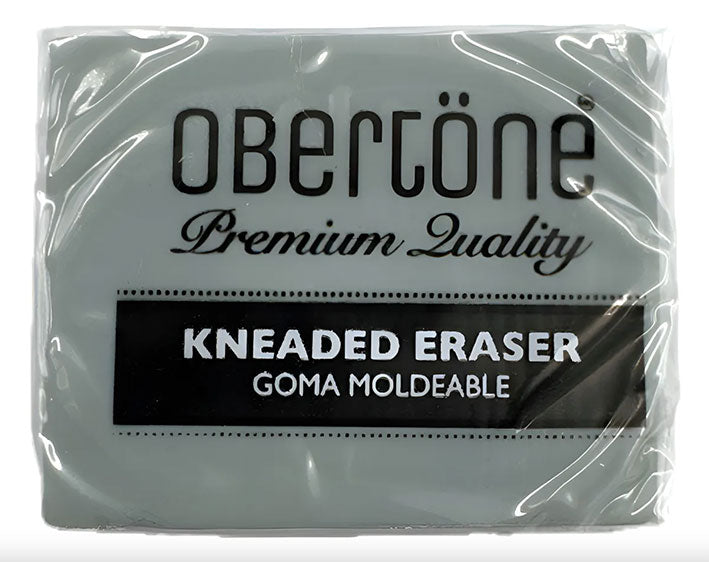 Obertöne
Premium Quality
KNEADED ERASER
GOMA MOLDEABLE